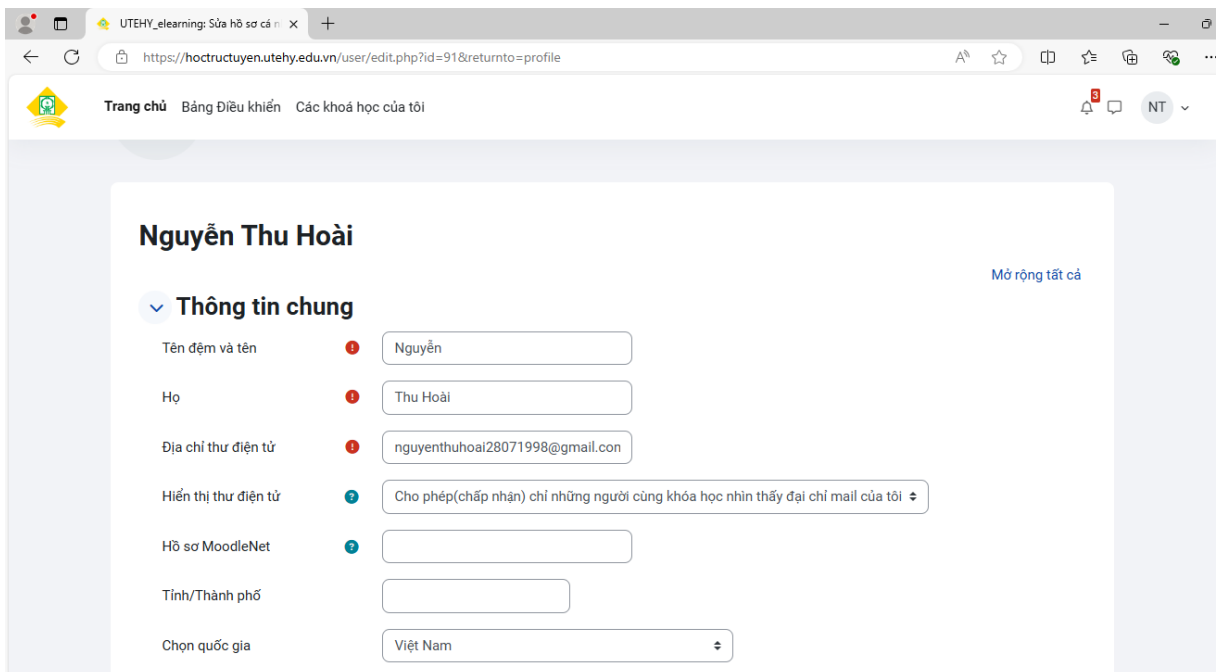 UTEHY_elearning: Sửa hồ sơ cá n
https://hoctructuyen.utehy.edu.vn/user/edit.php?id=91&returnto=profile
Trang chủ Bảng Điều khiển Các khoá học của tôi 3 NT
Nguyễn Thu Hoài
Mở rộng tất cả
Thông tin chung
Tên đệm và tên Nguyễn
Họ Thu Hoài
Địa chỉ thư điện tử nguyenthuhoai28071998@gmail.con
Hiển thị thư điện tử Cho phép(chấp nhận) chỉ những người cùng khóa học nhìn thấy đại chỉ mail của tôi
Hồ sơ MoodleNet
Tỉnh/Thành phố
Chọn quốc gia Việt Nam